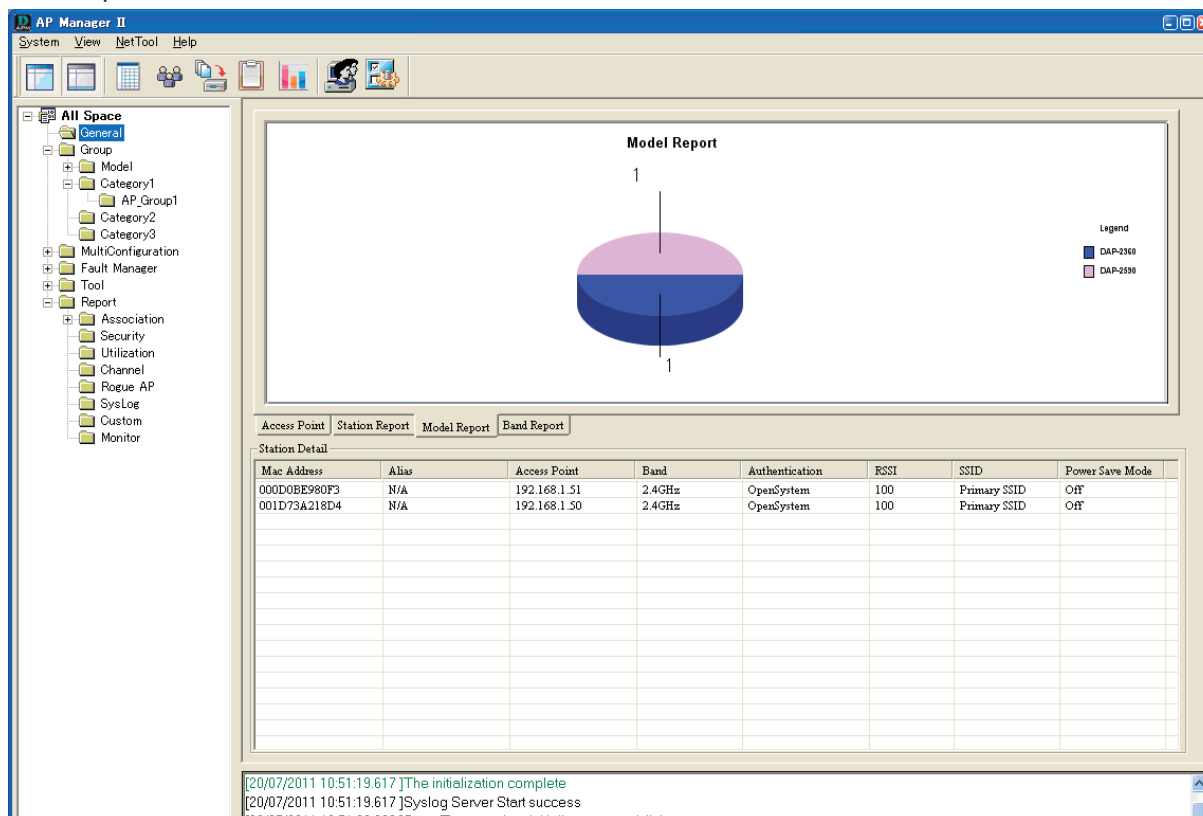 AP Manager II
System View NetTool Help
All Space
General
Group
Model
Category1
AP_Group1
Category2
Category3
MultiConfiguration
Fault Manager
Tool
Report
Association
Security
Utilization
Channel
Rogue AP
SysLog
Custom
Monitor
Model Report
1
1
Legend
DAP-2360
DAP-2590
Access Point Station Report Model Report Band Report
Station Detail
Mac Address Alias Access Point Band Authentication RSSI SSID Power Save Mode
000D0BE980F3 N/A 192.168.1.51 2.4GHz OpenSystem 100 Primary SSID Off
001D73A218D4 N/A 192.168.1.50 2.4GHz OpenSystem 100 Primary SSID Off
[20/07/2011 10:51:19.617 ]The initialization complete
[20/07/2011 10:51:19.617 ]Syslog Server Start success